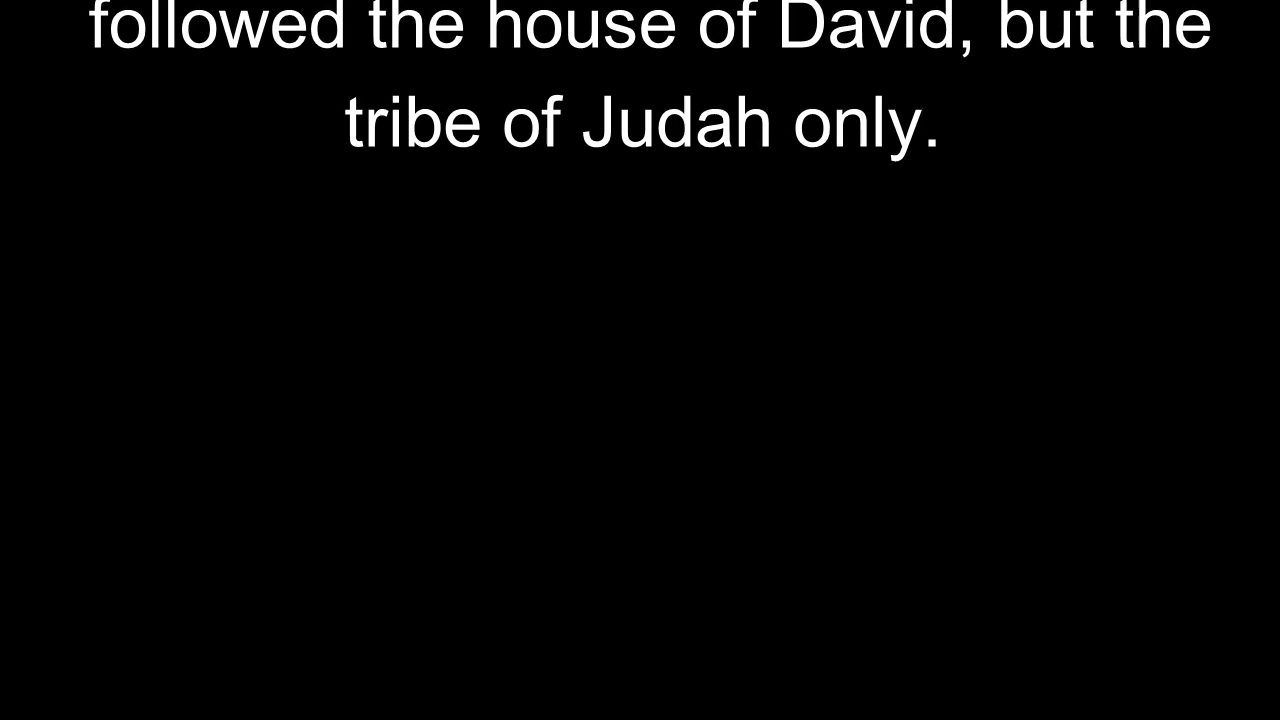 followed the house of David, but the
tribe of Judah only.